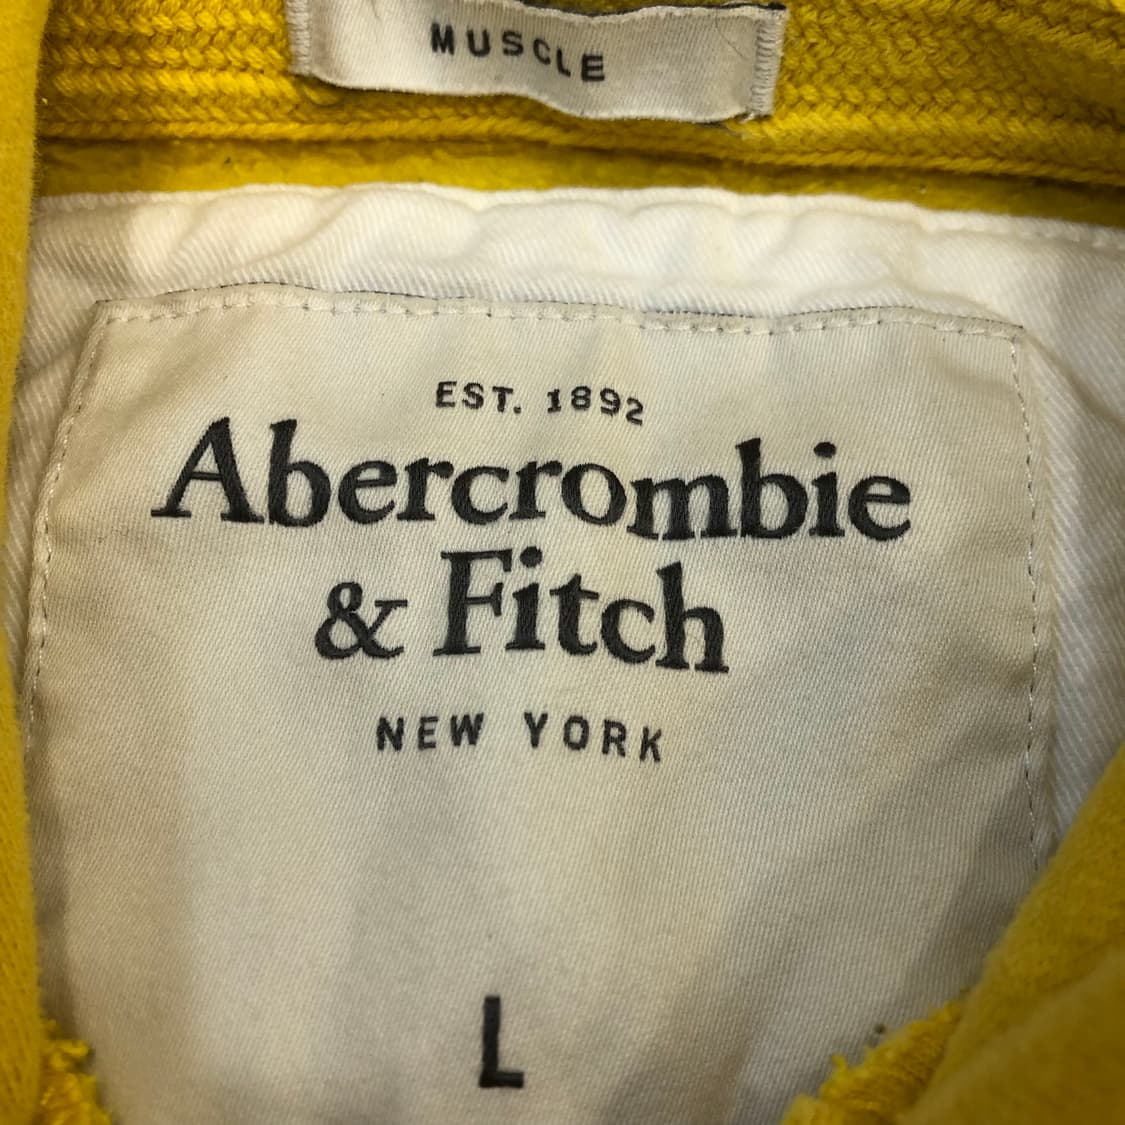 MUSCLE
EST. 1892
Abercrombie
& Fitch
NEW YORK
L